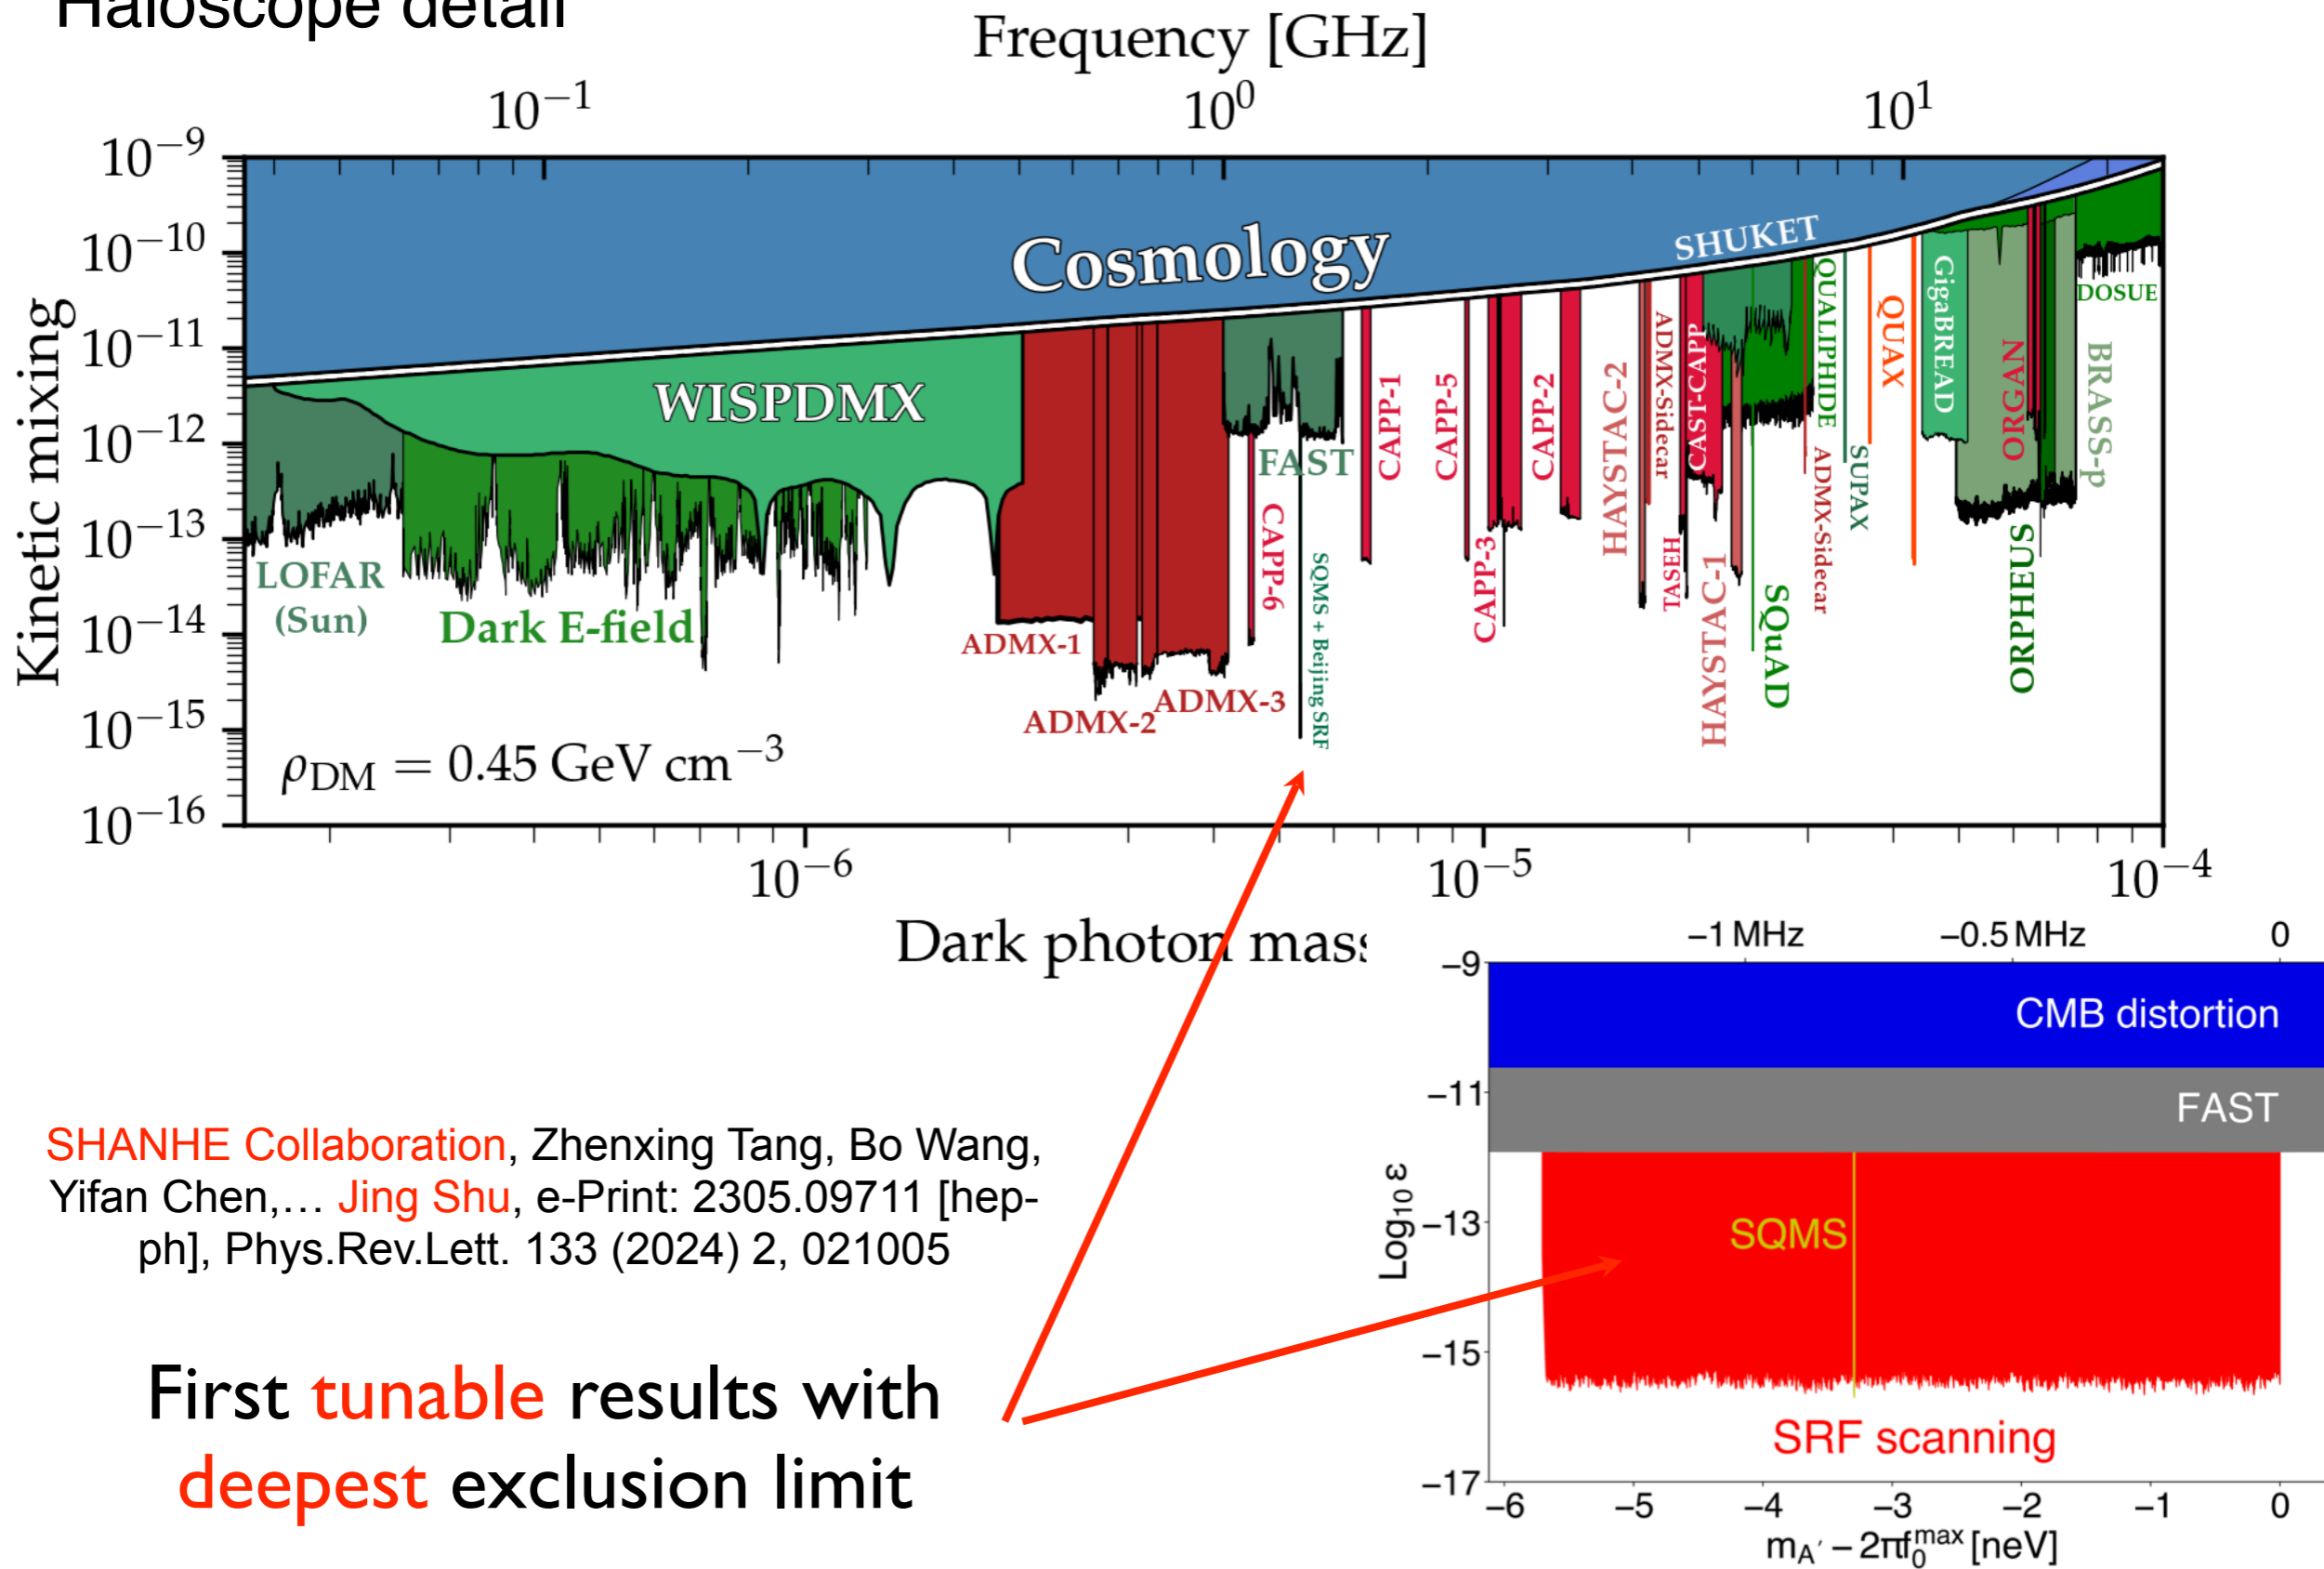 Haloscope detail
Frequency [GHz]
10⁻¹ 10⁰ 10¹
10⁻⁹
10⁻¹⁰
10⁻¹¹
10⁻¹²
10⁻¹³
10⁻¹⁴
10⁻¹⁵
10⁻¹⁶
Kinetic mixing
Cosmology
SHUKET
WISPDMX
LOFAR
(Sun)
Dark E-field
ADMX-1
ADMX-2
ADMX-3
FAST
CAPP-6
SQMS + Beijing SRF
CAPP-1
CAPP-5
CAPP-3
CAPP-2
HAYSTAC-2
ADMX-Sidecar
TASEH
CAST-CAPP
HAYSTAC-1
SQuAD
QUALIPHIDE
ADMX-Sidecar
SUPAX
QUAX
GigaBREAD
ORGAN
ORPHEUS
BRASS-p
DOSUE
ρDM = 0.45 GeV cm⁻³
10⁻⁶ 10⁻⁵ 10⁻⁴
Dark photon mass
−1 MHz −0.5 MHz 0
−9
−11
−13
−15
−17
Log₁₀ ε
CMB distortion
FAST
SQMS
SRF scanning
−6 −5 −4 −3 −2 −1 0
mA′ − 2πf₀ᵐᵃˣ [neV]
SHANHE Collaboration, Zhenxing Tang, Bo Wang,
Yifan Chen,… Jing Shu, e-Print: 2305.09711 [hep-
ph], Phys.Rev.Lett. 133 (2024) 2, 021005
First tunable results with
deepest exclusion limit